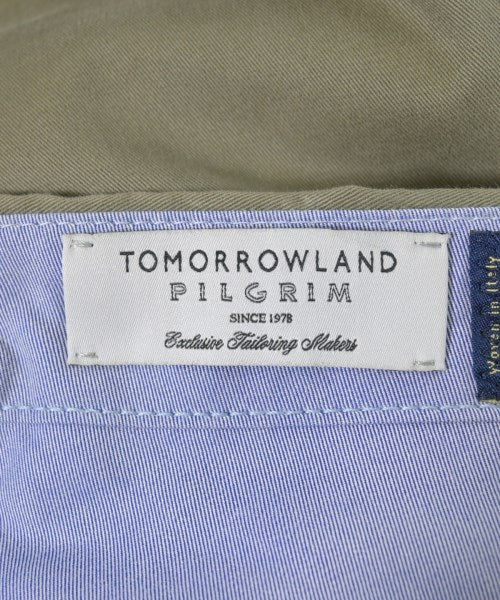 TOMORROWLAND
PILGRIM
SINCE 1978
Exclusive Tailoring Makers
Woven in Italy